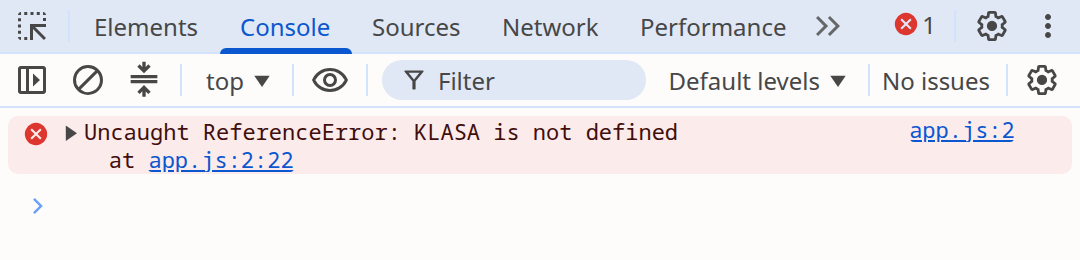 Elements Console Sources Network Performance 1
top Filter Default levels No issues
Uncaught ReferenceError: KLASA is not defined app.js:2
at app.js:2:22